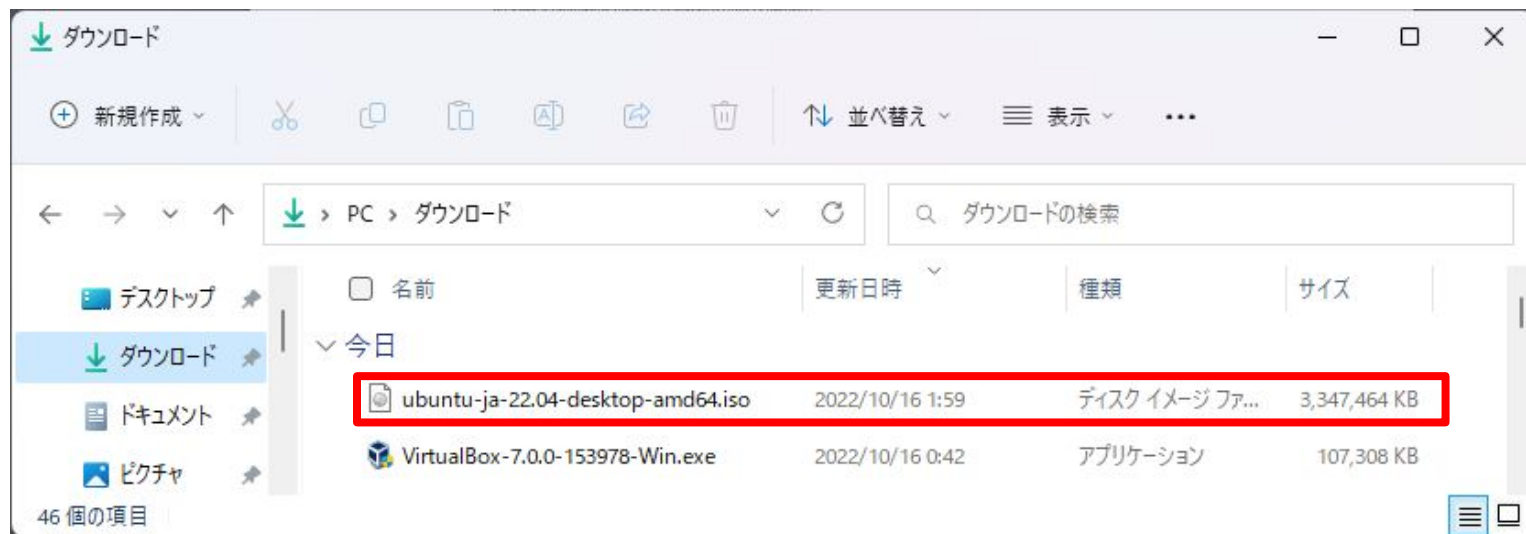 ダウンロード
新規作成 並べ替え 表示 ...
PC > ダウンロード ダウンロードの検索
デスクトップ 名前 更新日時 種類 サイズ
ダウンロード 今日
ubuntu-ja-22.04-desktop-amd64.iso 2022/10/16 1:59 ディスク イメージ ファ... 3,347,464 KB
ドキュメント
VirtualBox-7.0.0-153978-Win.exe 2022/10/16 0:42 アプリケーション 107,308 KB
ピクチャ
46 個の項目